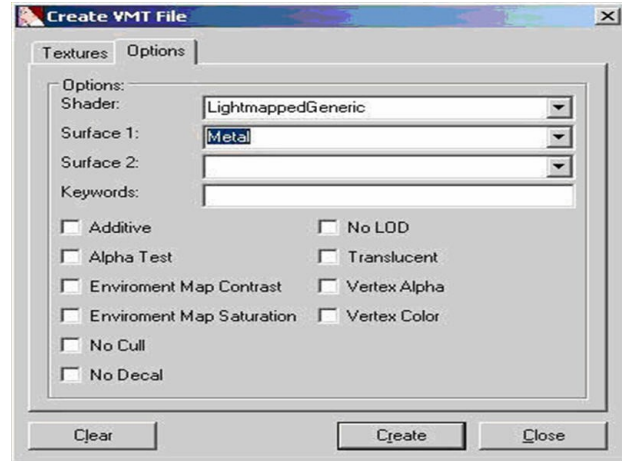 Create VMT File
Textures Options
Options:
Shader: LightmappedGeneric
Surface 1: Metal
Surface 2:
Keywords:
Additive No LOD
Alpha Test Translucent
Enviroment Map Contrast Vertex Alpha
Enviroment Map Saturation Vertex Color
No Cull
No Decal
Clear Create Close